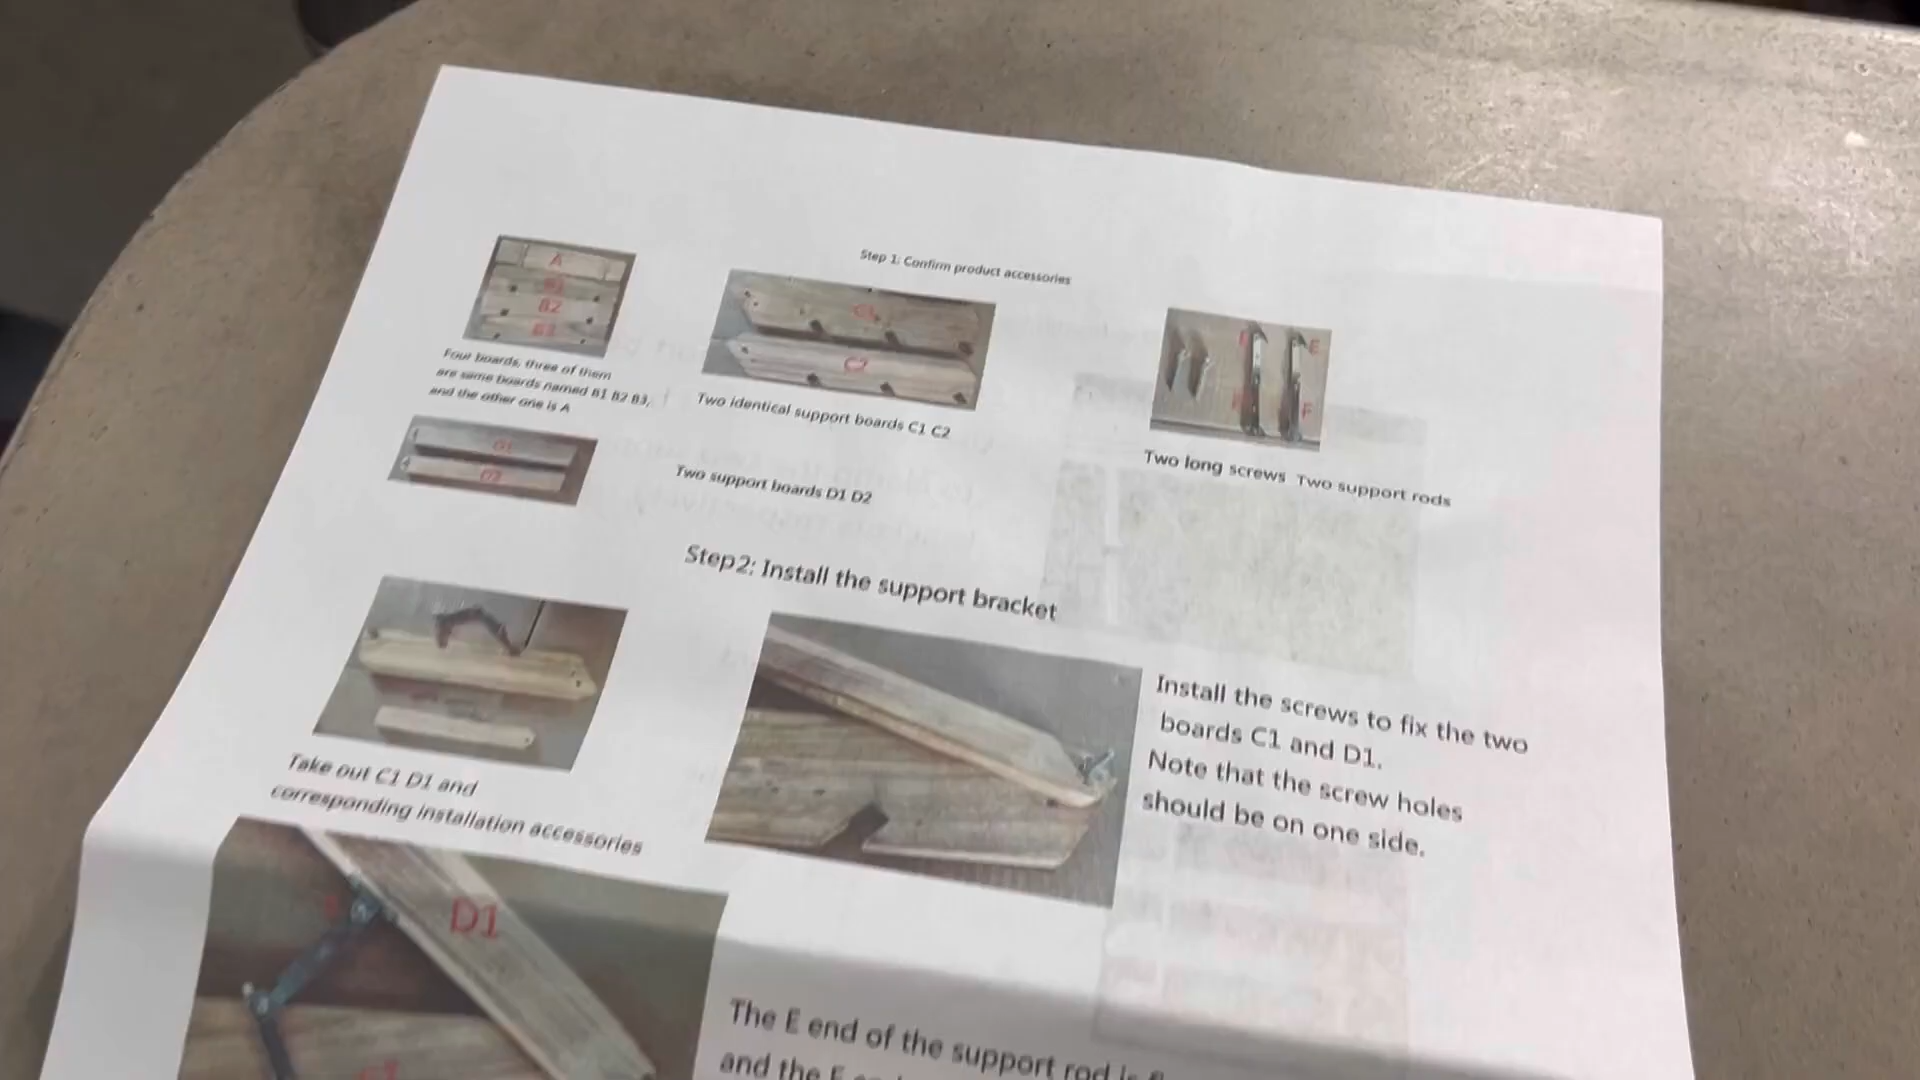 Step 1: Confirm product accessories
A
B2
B3
C1
C2
E
F
Four boards, three of them
are same boards named B1 B2 B3,
and the other one is A
Two identical support boards C1 C2
Two long screws Two support rods
D1
D2
Two support boards D1 D2
Step2: Install the support bracket
Install the screws to fix the two
boards C1 and D1.
Note that the screw holes
should be on one side.
Take out C1 D1 and
corresponding installation accessories
D1
The E end of the support rod is
and the